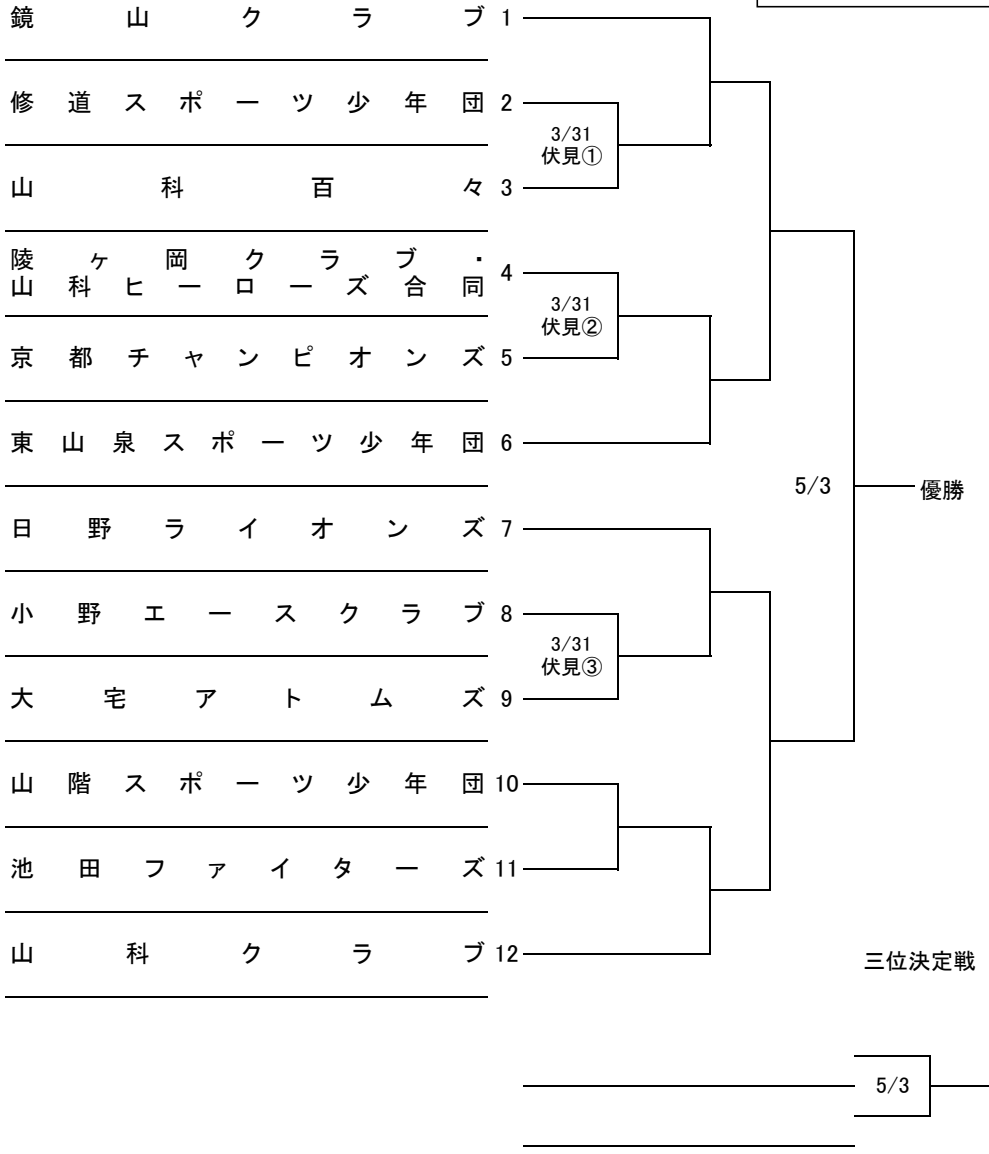 鏡山クラブ 1
修道スポーツ少年団 2
3/31
伏見①
山科百々 3
陵ヶ岡クラブ・
山科ヒーローズ合同 4
3/31
伏見②
京都チャンピオンズ 5
東山泉スポーツ少年団 6
5/3
優勝
日野ライオンズ 7
小野エースクラブ 8
3/31
伏見③
大宅アトムズ 9
山階スポーツ少年団 10
池田ファイターズ 11
山科クラブ 12
三位決定戦
5/3